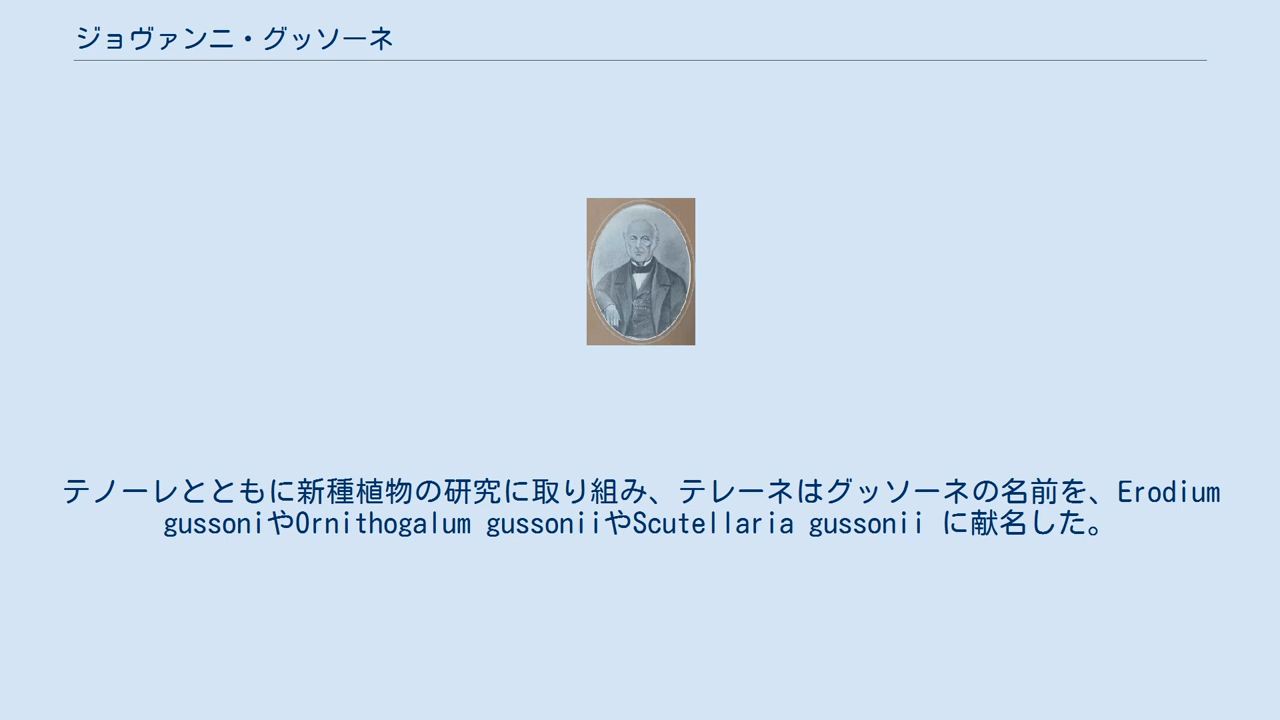 ジョヴァンニ・グッソーネ
テノーレとともに新種植物の研究に取り組み、テレーネはグッソーネの名前を、Erodium
gussoniやOrnithogalum gussoniiやScutellaria gussonii に献名した。